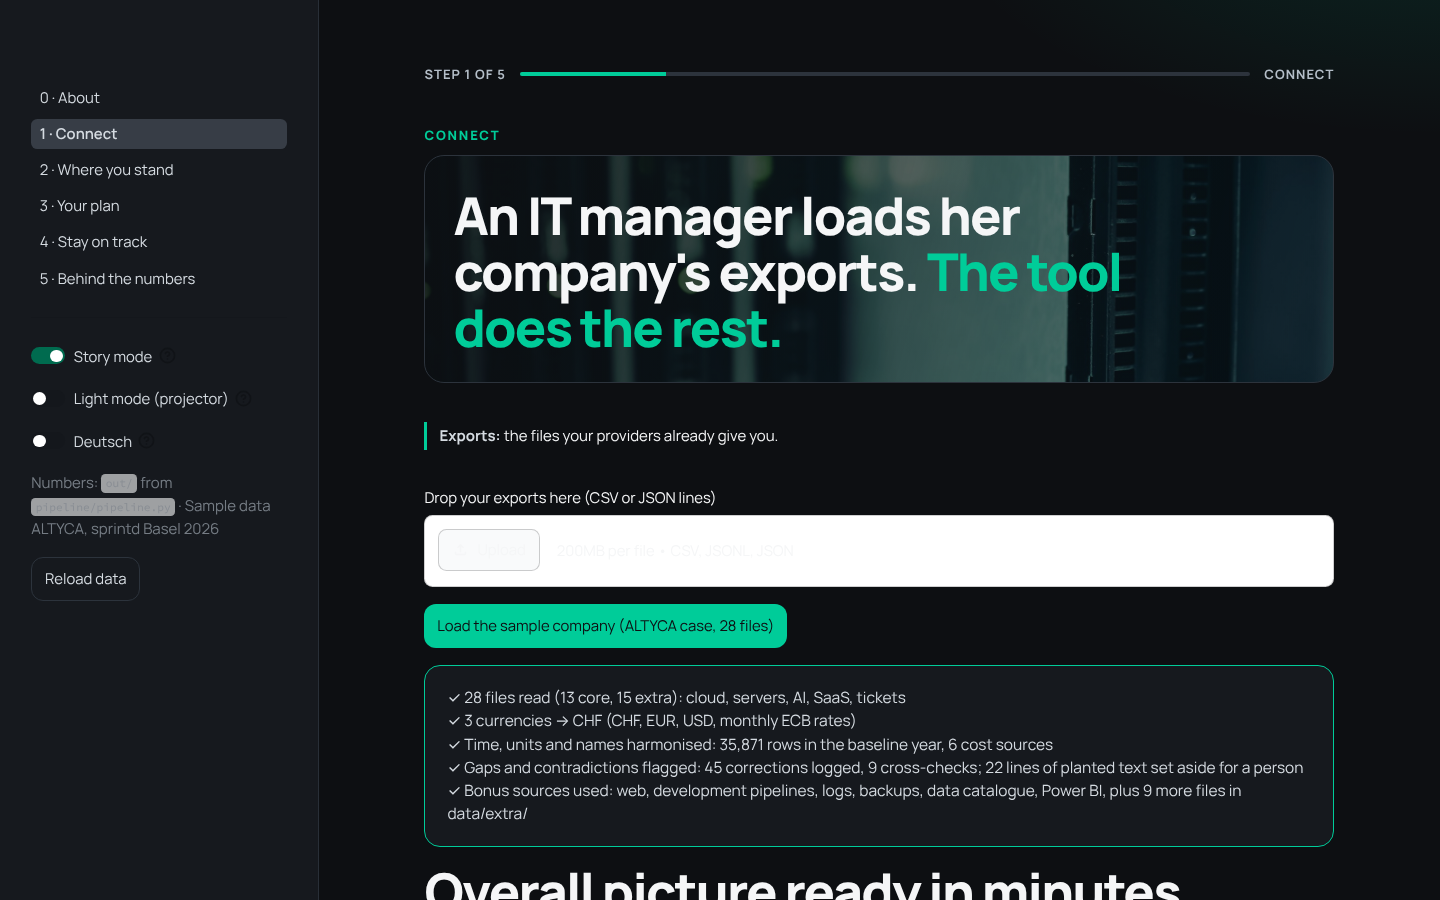 0 · About
1 · Connect
2 · Where you stand
3 · Your plan
4 · Stay on track
5 · Behind the numbers
Story mode
Light mode (projector)
Deutsch
Numbers: out/ from
pipeline/pipeline.py · Sample data
ALTYCA, sprintd Basel 2026
Reload data
STEP 1 OF 5
CONNECT
CONNECT
An IT manager loads her
company's exports. The tool
does the rest.
Exports: the files your providers already give you.
Drop your exports here (CSV or JSON lines)
Upload 200MB per file • CSV, JSONL, JSON
Load the sample company (ALTYCA case, 28 files)
✓ 28 files read (13 core, 15 extra): cloud, servers, AI, SaaS, tickets
✓ 3 currencies → CHF (CHF, EUR, USD, monthly ECB rates)
✓ Time, units and names harmonised: 35,871 rows in the baseline year, 6 cost sources
✓ Gaps and contradictions flagged: 45 corrections logged, 9 cross-checks; 22 lines of planted text set aside for a person
✓ Bonus sources used: web, development pipelines, logs, backups, data catalogue, Power BI, plus 9 more files in
data/extra/
Overall picture ready in minutes